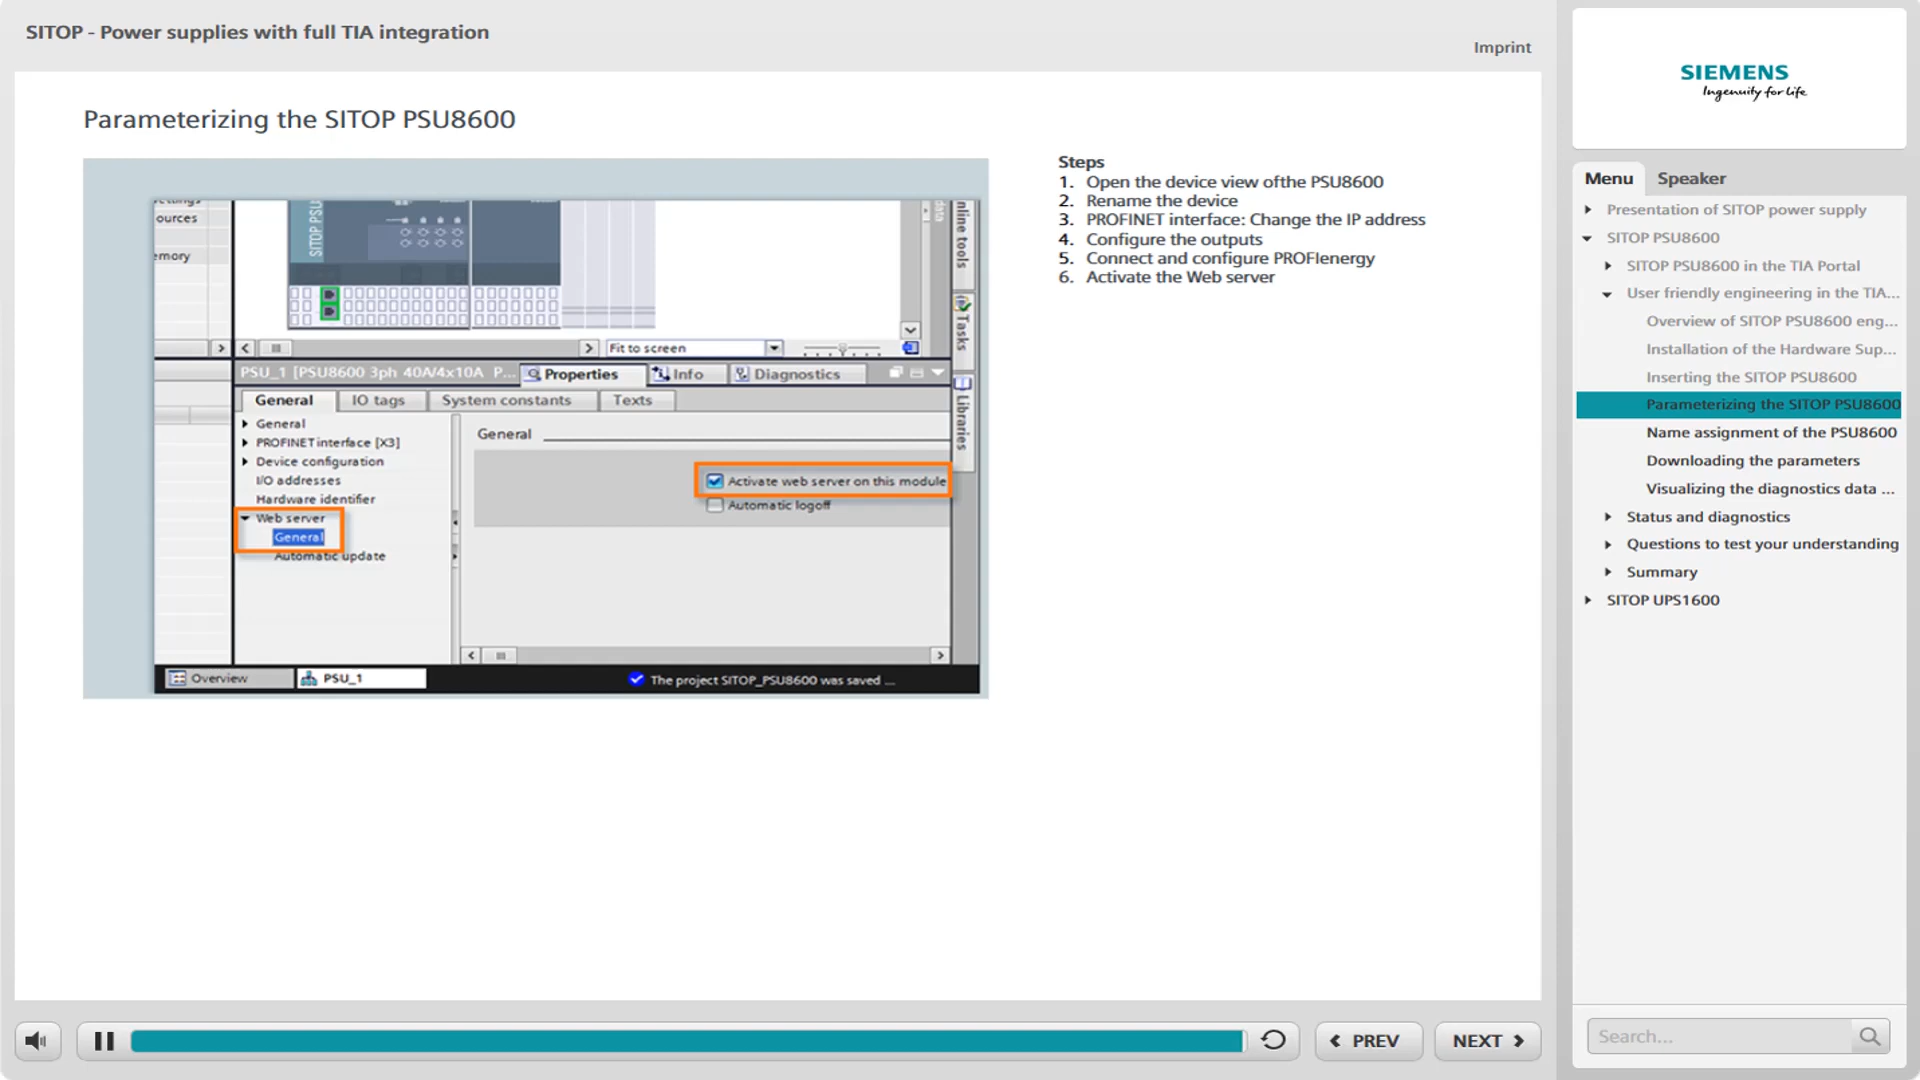 SITOP - Power supplies with full TIA integration
Imprint
Parameterizing the SITOP PSU8600
ources
emory
SITOP PSU
Fit to screen
inline tools
Tasks
Libraries
PSU_1 [PSU8600 3ph 40A/4x10A P...
Properties
Info
Diagnostics
General
IO tags
System constants
Texts
General
PROFINET interface [X3]
Device configuration
I/O addresses
Hardware identifier
Web server
General
Automatic update
General
Activate web server on this module
Automatic logoff
Overview
PSU_1
The project SITOP_PSU8600 was saved ...
Steps
1. Open the device view ofthe PSU8600
2. Rename the device
3. PROFINET interface: Change the IP address
4. Configure the outputs
5. Connect and configure PROFIenergy
6. Activate the Web server
PREV
NEXT
SIEMENS
Ingenuity for life
Menu
Speaker
Presentation of SITOP power supply
SITOP PSU8600
SITOP PSU8600 in the TIA Portal
User friendly engineering in the TIA...
Overview of SITOP PSU8600 eng...
Installation of the Hardware Sup...
Inserting the SITOP PSU8600
Parameterizing the SITOP PSU8600
Name assignment of the PSU8600
Downloading the parameters
Visualizing the diagnostics data ...
Status and diagnostics
Questions to test your understanding
Summary
SITOP UPS1600
Search...